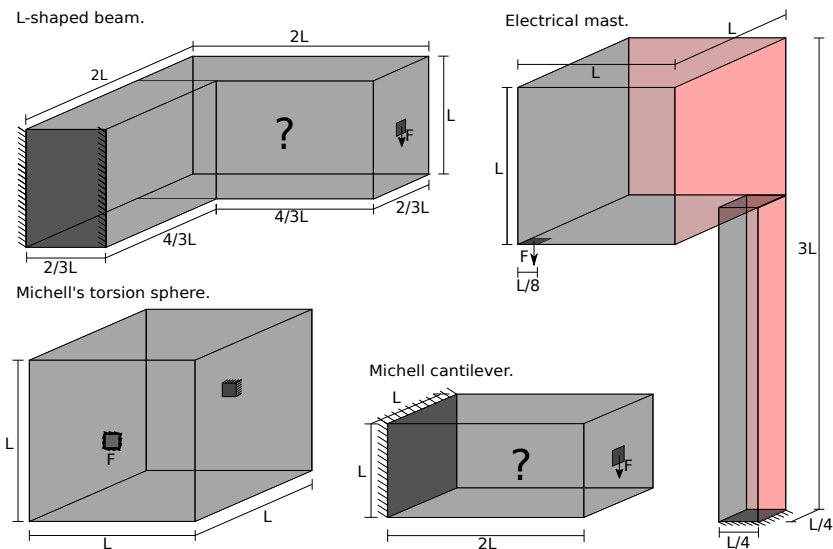 L-shaped beam.
2L
2L
L
?
F
4/3L
2/3L
4/3L
2/3L
Electrical mast.
L
L
L
3L
F
L/8
L/4
L/4
Michell's torsion sphere.
L
F
L
L
Michell cantilever.
L
L
?
F
2L